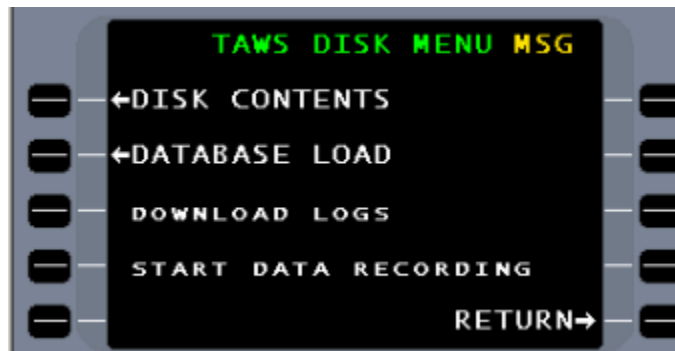 TAWS DISK MENU MSG
←DISK CONTENTS
←DATABASE LOAD
DOWNLOAD LOGS
START DATA RECORDING
RETURN→